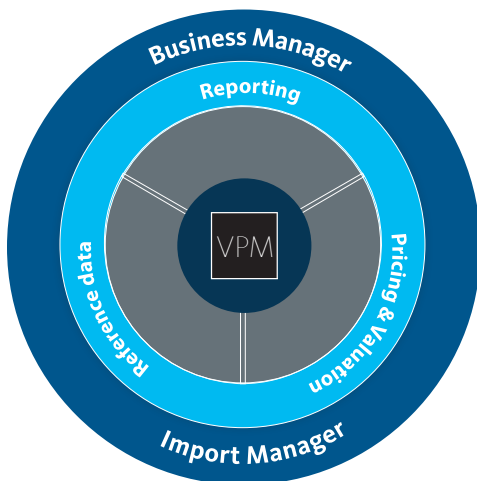 Business Manager
Reporting
VPM
Reference data
Pricing & Valuation
Import Manager